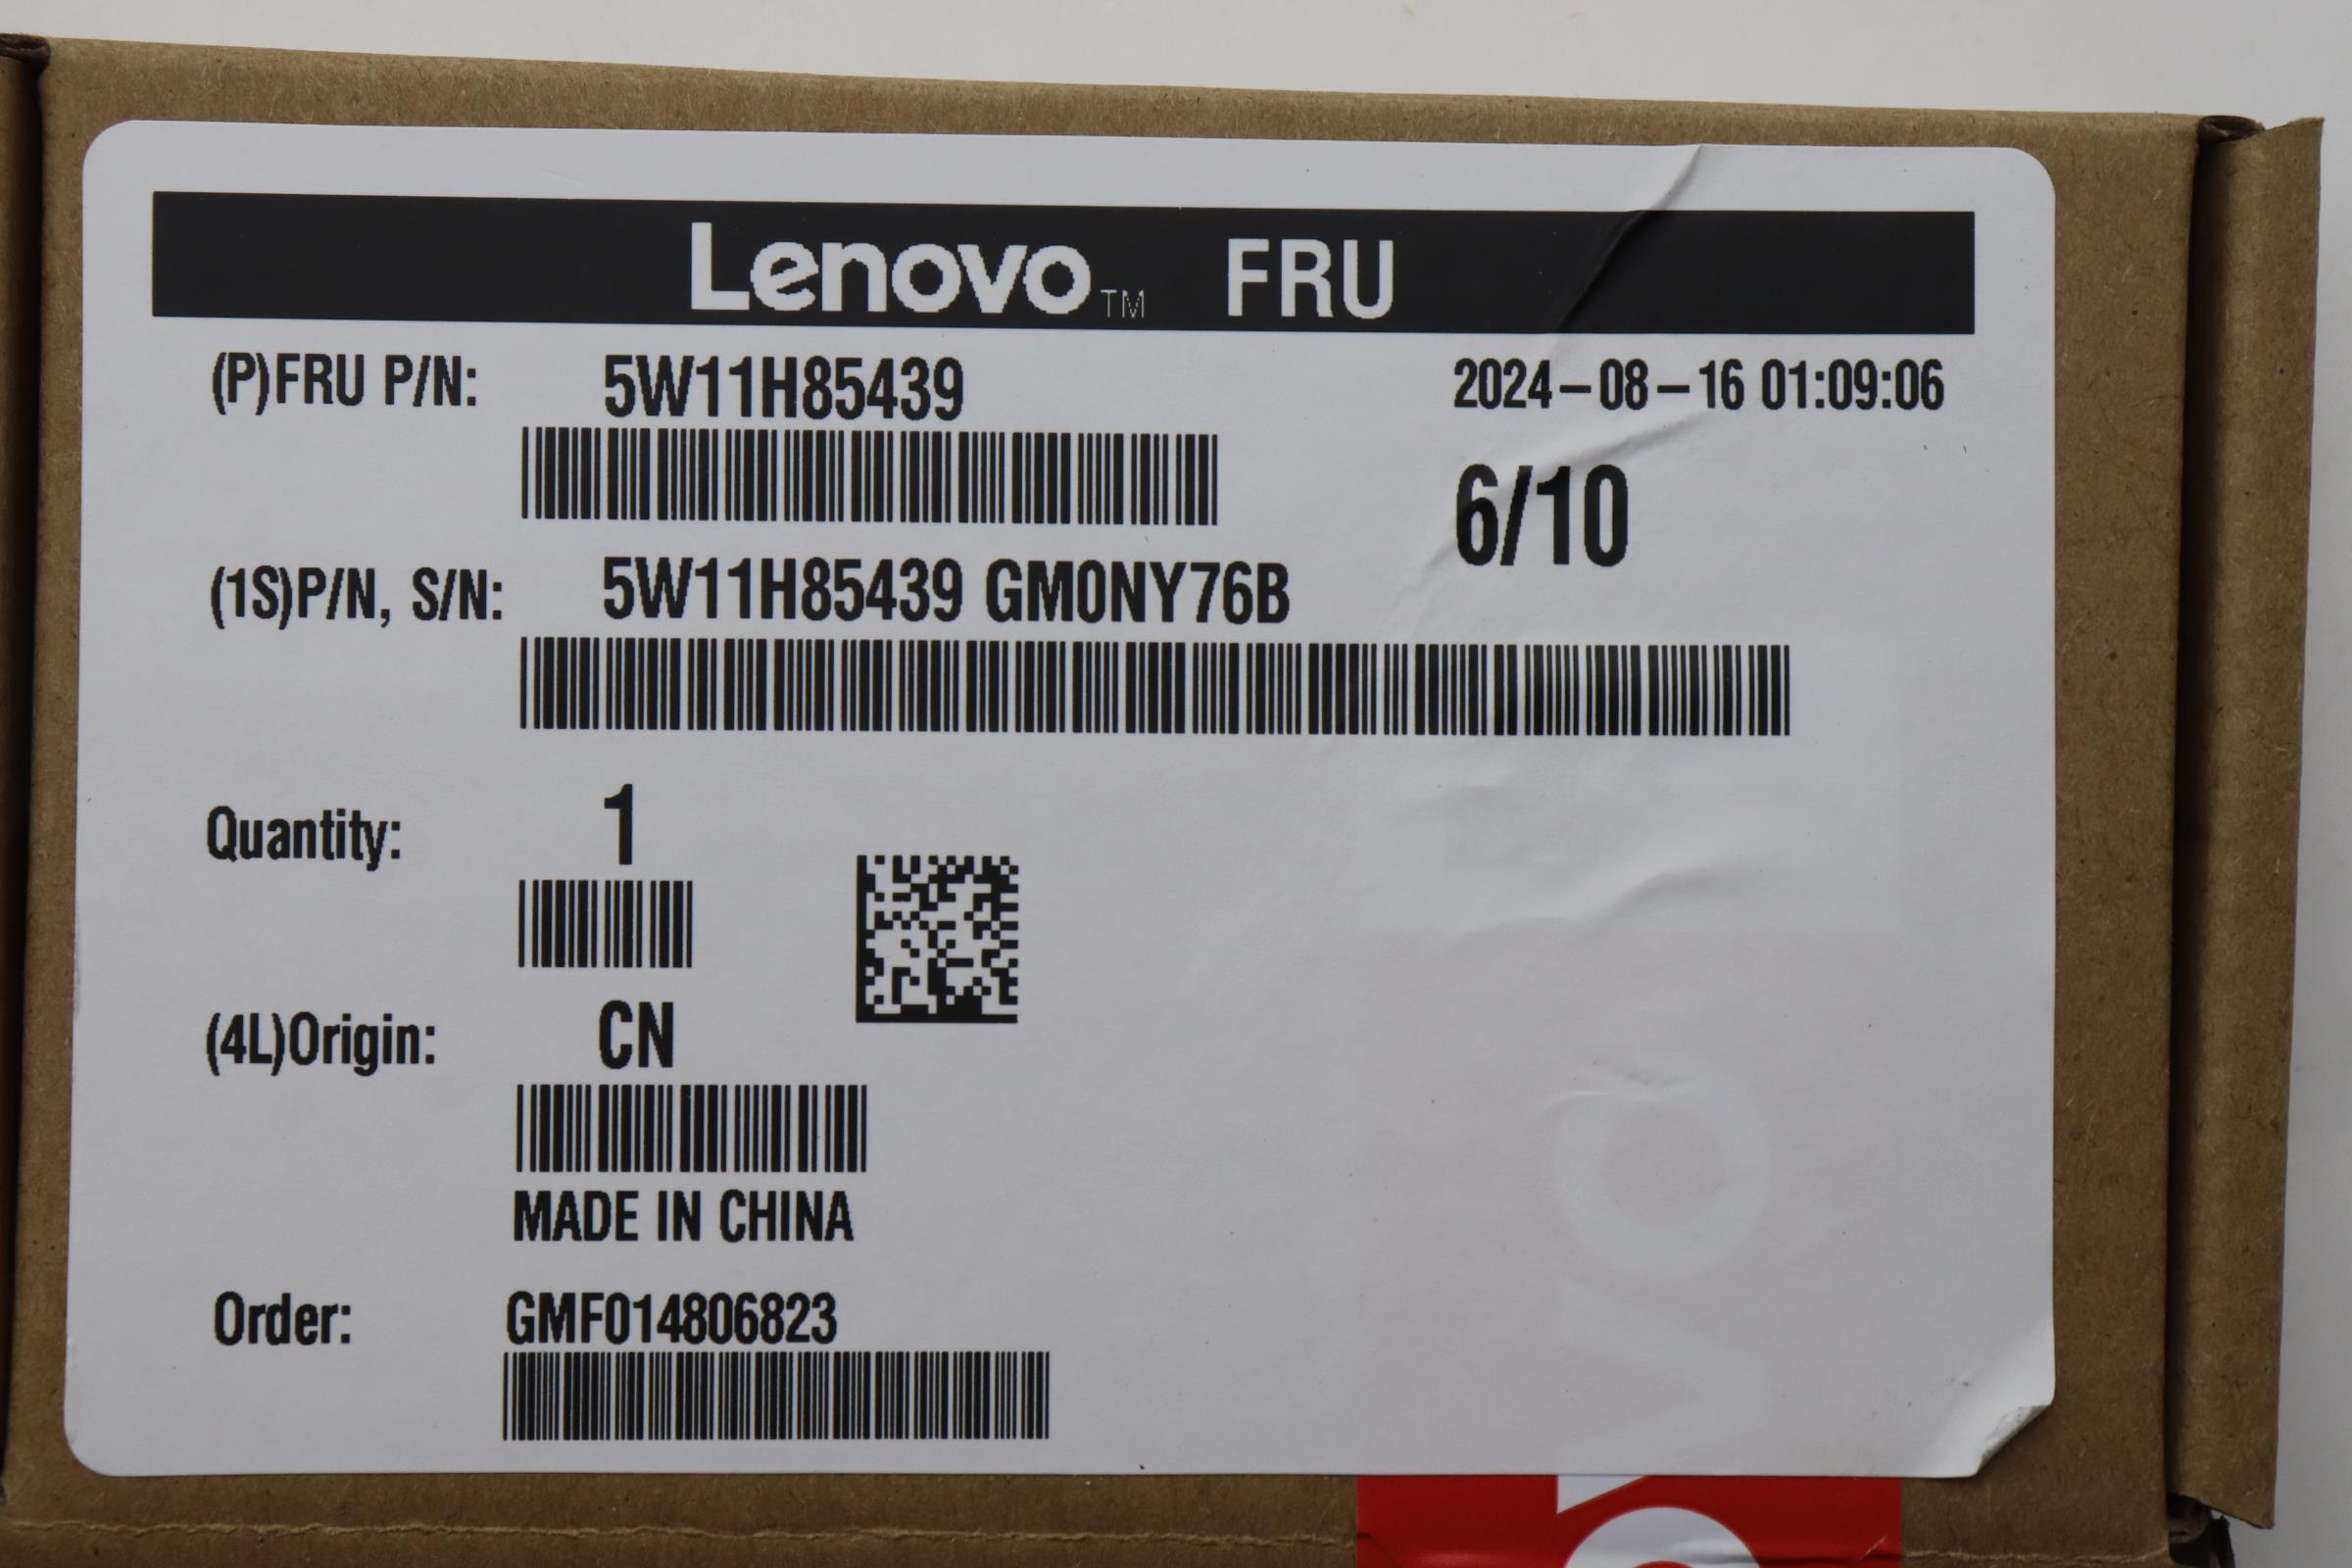 Lenovo™ FRU
(P)FRU P/N: 5W11H85439 2024-08-16 01:09:06
6/10
(1S)P/N, S/N: 5W11H85439 GM0NY76B
Quantity: 1
(4L)Origin: CN
MADE IN CHINA
Order: GMF014806823